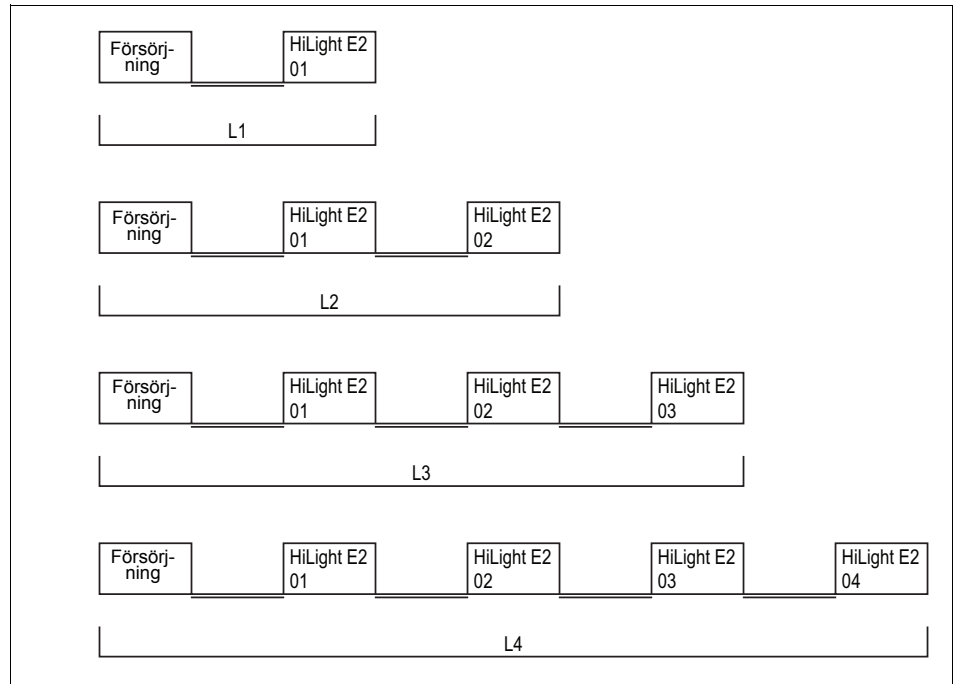 Försörj-
ning
HiLight E2
01
L1
Försörj-
ning
HiLight E2
01
HiLight E2
02
L2
Försörj-
ning
HiLight E2
01
HiLight E2
02
HiLight E2
03
L3
Försörj-
ning
HiLight E2
01
HiLight E2
02
HiLight E2
03
HiLight E2
04
L4